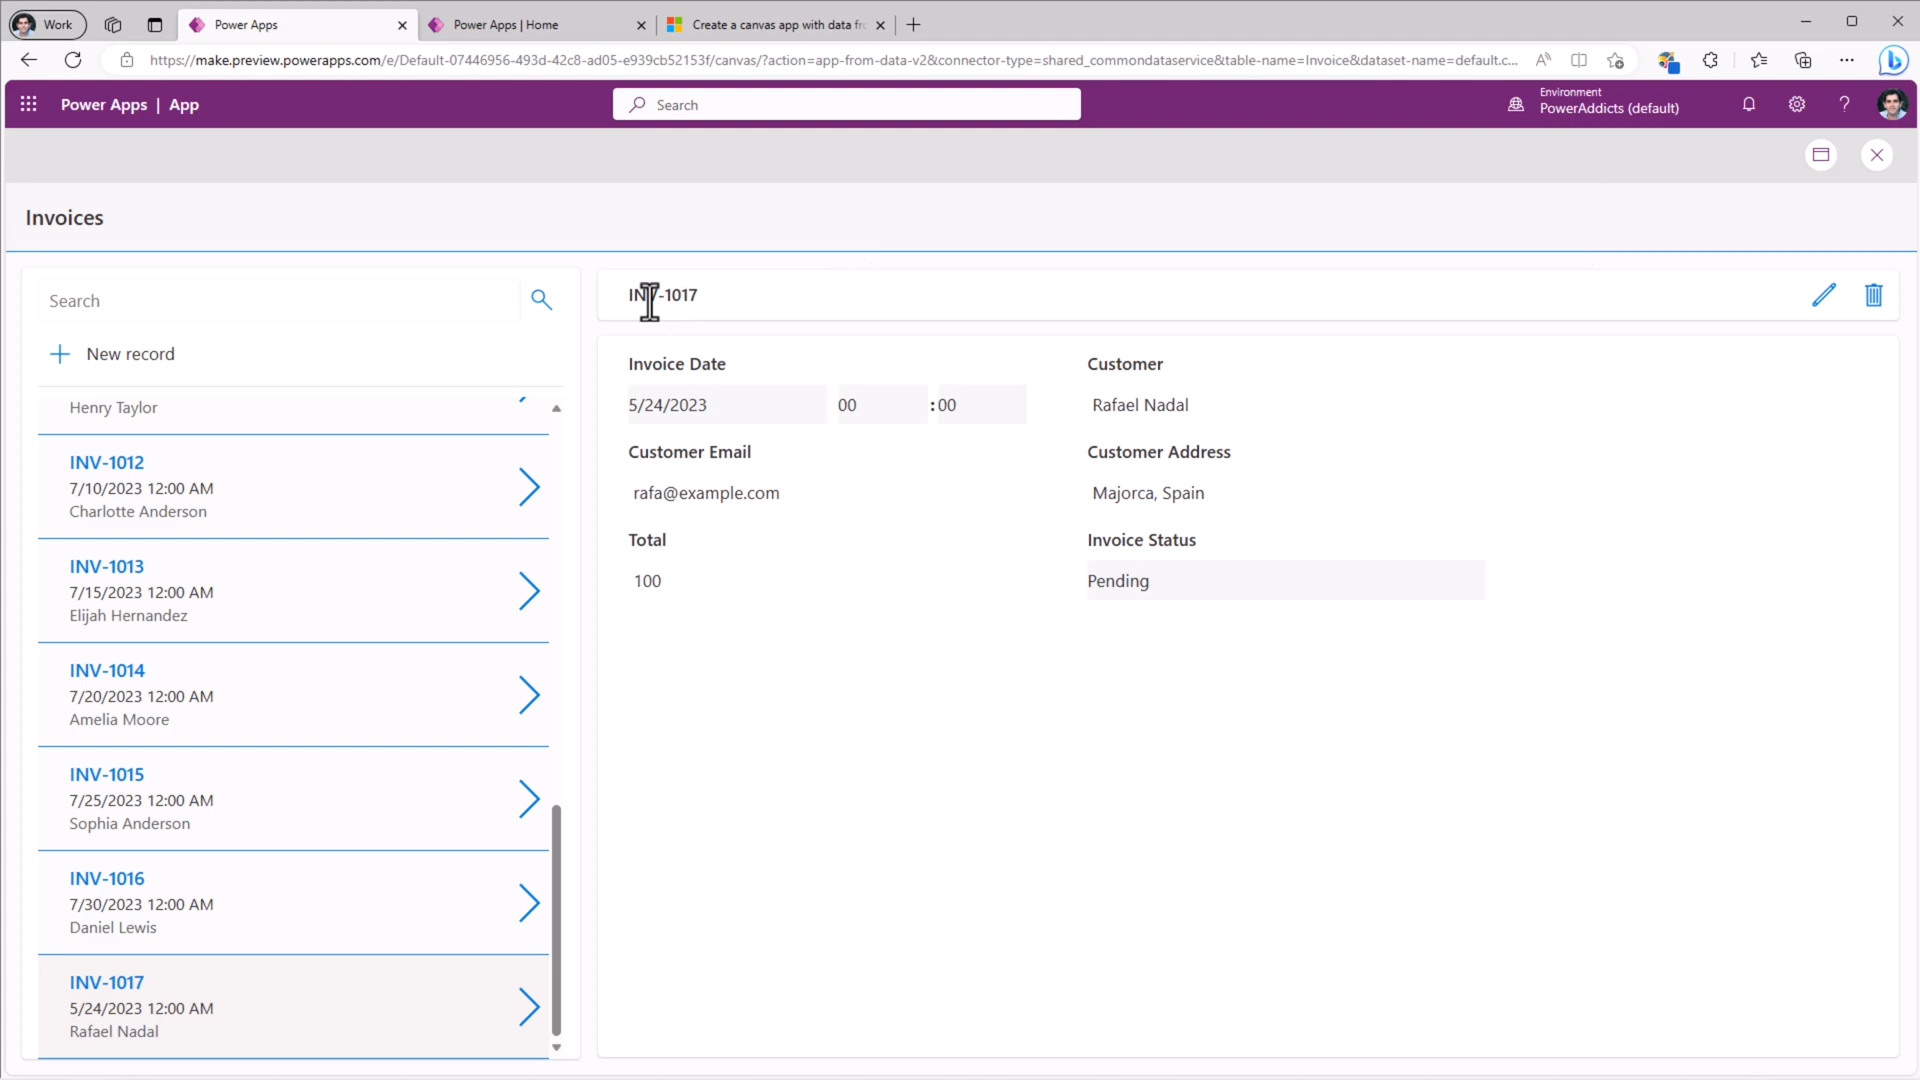 Work
Power Apps
Power Apps | Home
Create a canvas app with data fr
https://make.preview.powerapps.com/e/Default-07446956-493d-42c8-ad05-e939cb52153f/canvas/?action=app-from-data-v2&connector-type=shared_commondataservice&table-name=Invoice&dataset-name=default.c...
Power Apps | App
Search
Environment
PowerAddicts (default)
Invoices
Search
New record
Henry Taylor
INV-1012
7/10/2023 12:00 AM
Charlotte Anderson
INV-1013
7/15/2023 12:00 AM
Elijah Hernandez
INV-1014
7/20/2023 12:00 AM
Amelia Moore
INV-1015
7/25/2023 12:00 AM
Sophia Anderson
INV-1016
7/30/2023 12:00 AM
Daniel Lewis
INV-1017
5/24/2023 12:00 AM
Rafael Nadal
INV-1017
Invoice Date
5/24/2023 00 :00
Customer
Rafael Nadal
Customer Email
rafa@example.com
Customer Address
Majorca, Spain
Total
100
Invoice Status
Pending